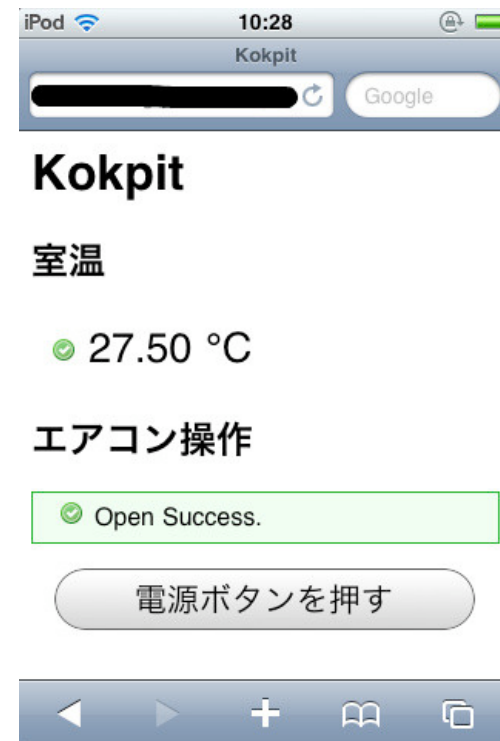 iPod 10:28
Kokpit
Google
Kokpit
室温
27.50 °C
エアコン操作
Open Success.
電源ボタンを押す